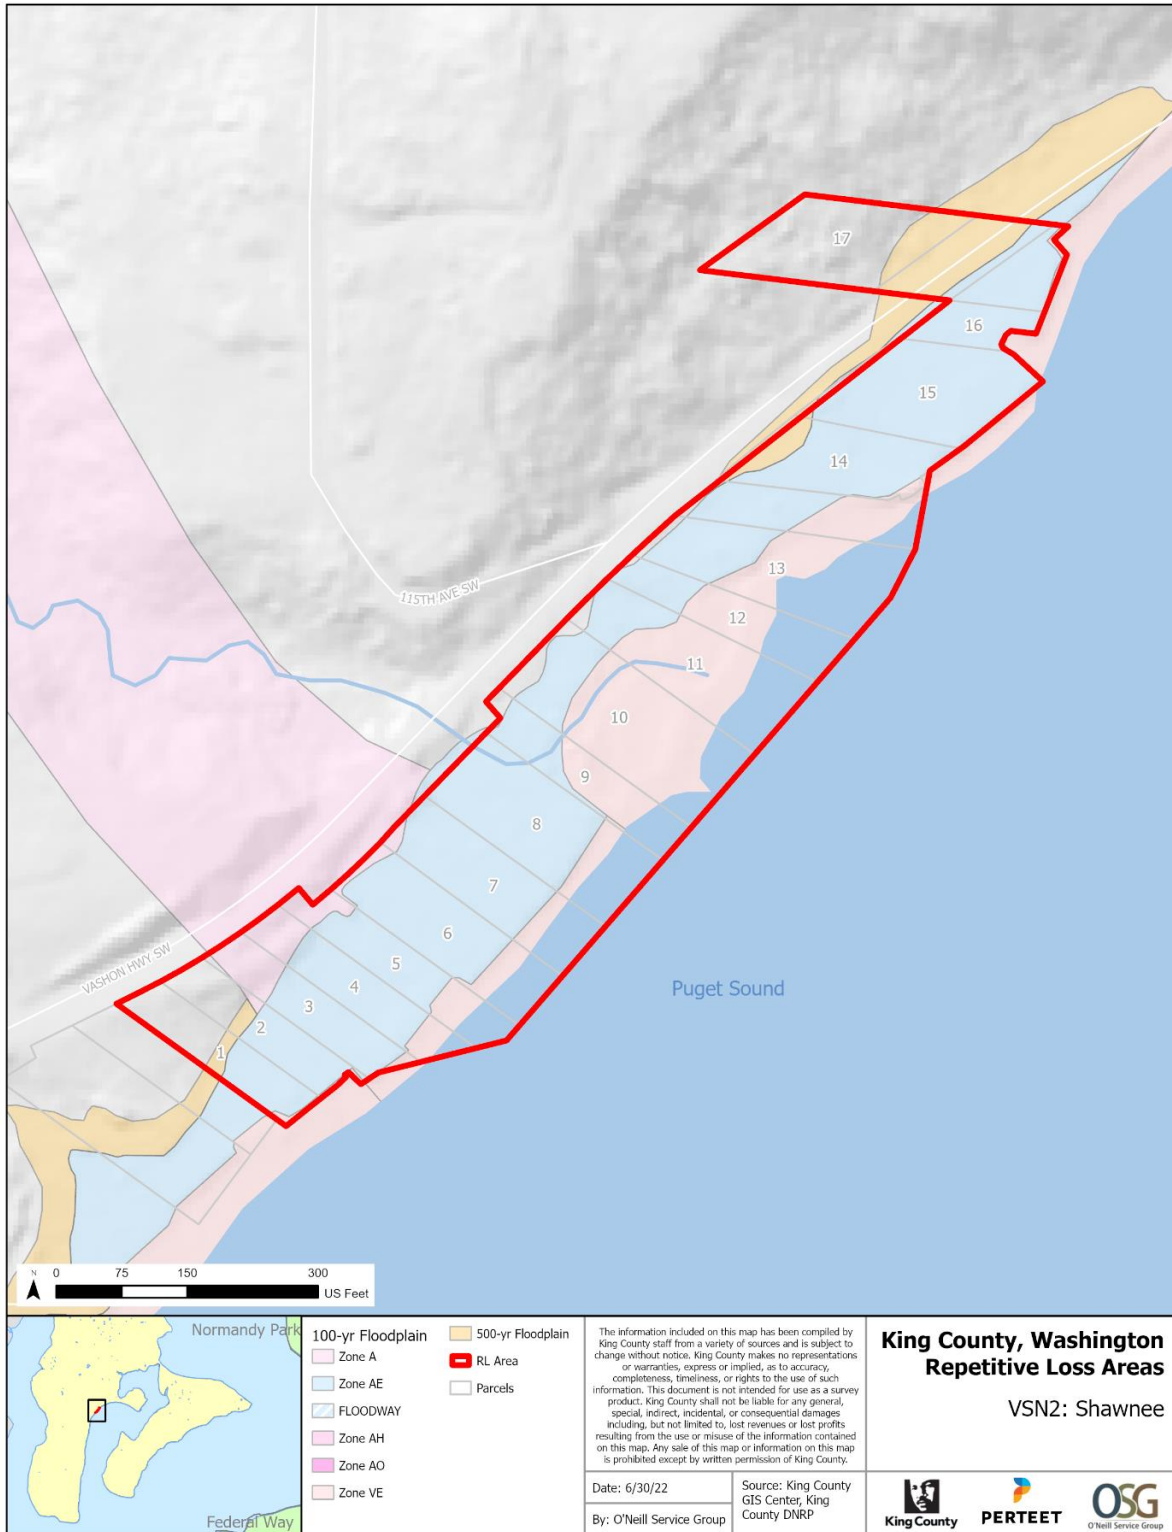 17
16
15
14
13
12
11
10
9
8
7
6
5
4
3
2
1
115TH AVE SW
VASHON HWY SW
Puget Sound
N 0 75 150 300
US Feet
Normandy Park
Federal Way
100-yr Floodplain
Zone A
Zone AE
FLOODWAY
Zone AH
Zone AO
Zone VE
500-yr Floodplain
RL Area
Parcels
The information included on this map has been compiled by
King County staff from a variety of sources and is subject to
change without notice. King County makes no representations
or warranties, express or implied, as to accuracy,
completeness, timeliness, or rights to the use of such
information. This document is not intended for use as a survey
product. King County shall not be liable for any general,
special, indirect, incidental, or consequential damages
including, but not limited to, lost revenues or lost profits
resulting from the use or misuse of the information contained
on this map. Any sale of this map or information on this map
is prohibited except by written permission of King County.
Date: 6/30/22
By: O'Neill Service Group
Source: King County
GIS Center, King
County DNRP
King County, Washington
Repetitive Loss Areas
VSN2: Shawnee
King County
PERTEET
OSG
O'Neill Service Group